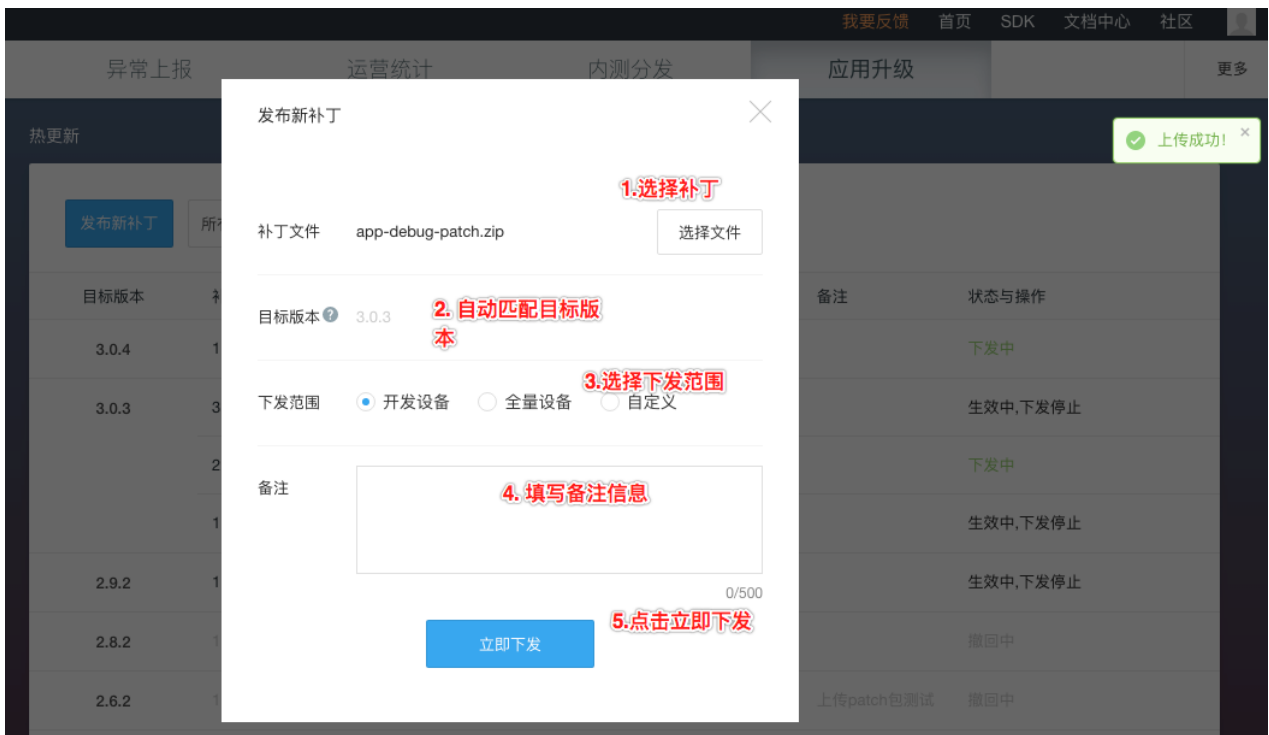 我要反馈 首页 SDK 文档中心 社区
异常上报 运营统计 内测分发 应用升级 更多
发布新补丁
热更新
上传成功!
1.选择补丁
发布新补丁
补丁文件 app-debug-patch.zip 选择文件
目标版本 备注 状态与操作
2. 自动匹配目标版
本
目标版本 3.0.3
3.0.4 1 下发中
3.选择下发范围
下发范围 开发设备 全量设备 自定义
3.0.3 3 生效中,下发停止
2 下发中
备注
4. 填写备注信息
1 生效中,下发停止
2.9.2 1 生效中,下发停止
0/500
5.点击立即下发
立即下发
2.8.2 1 撤回中
2.6.2 1 上传patch包测试 撤回中